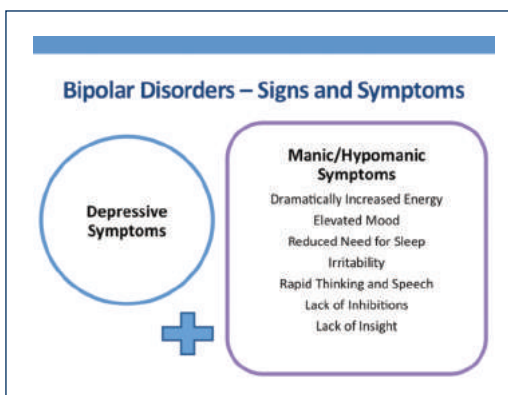 Bipolar Disorders – Signs and Symptoms
Depressive
Symptoms
Manic/Hypomanic
Symptoms
Dramatically Increased Energy
Elevated Mood
Reduced Need for Sleep
Irritability
Rapid Thinking and Speech
Lack of Inhibitions
Lack of Insight